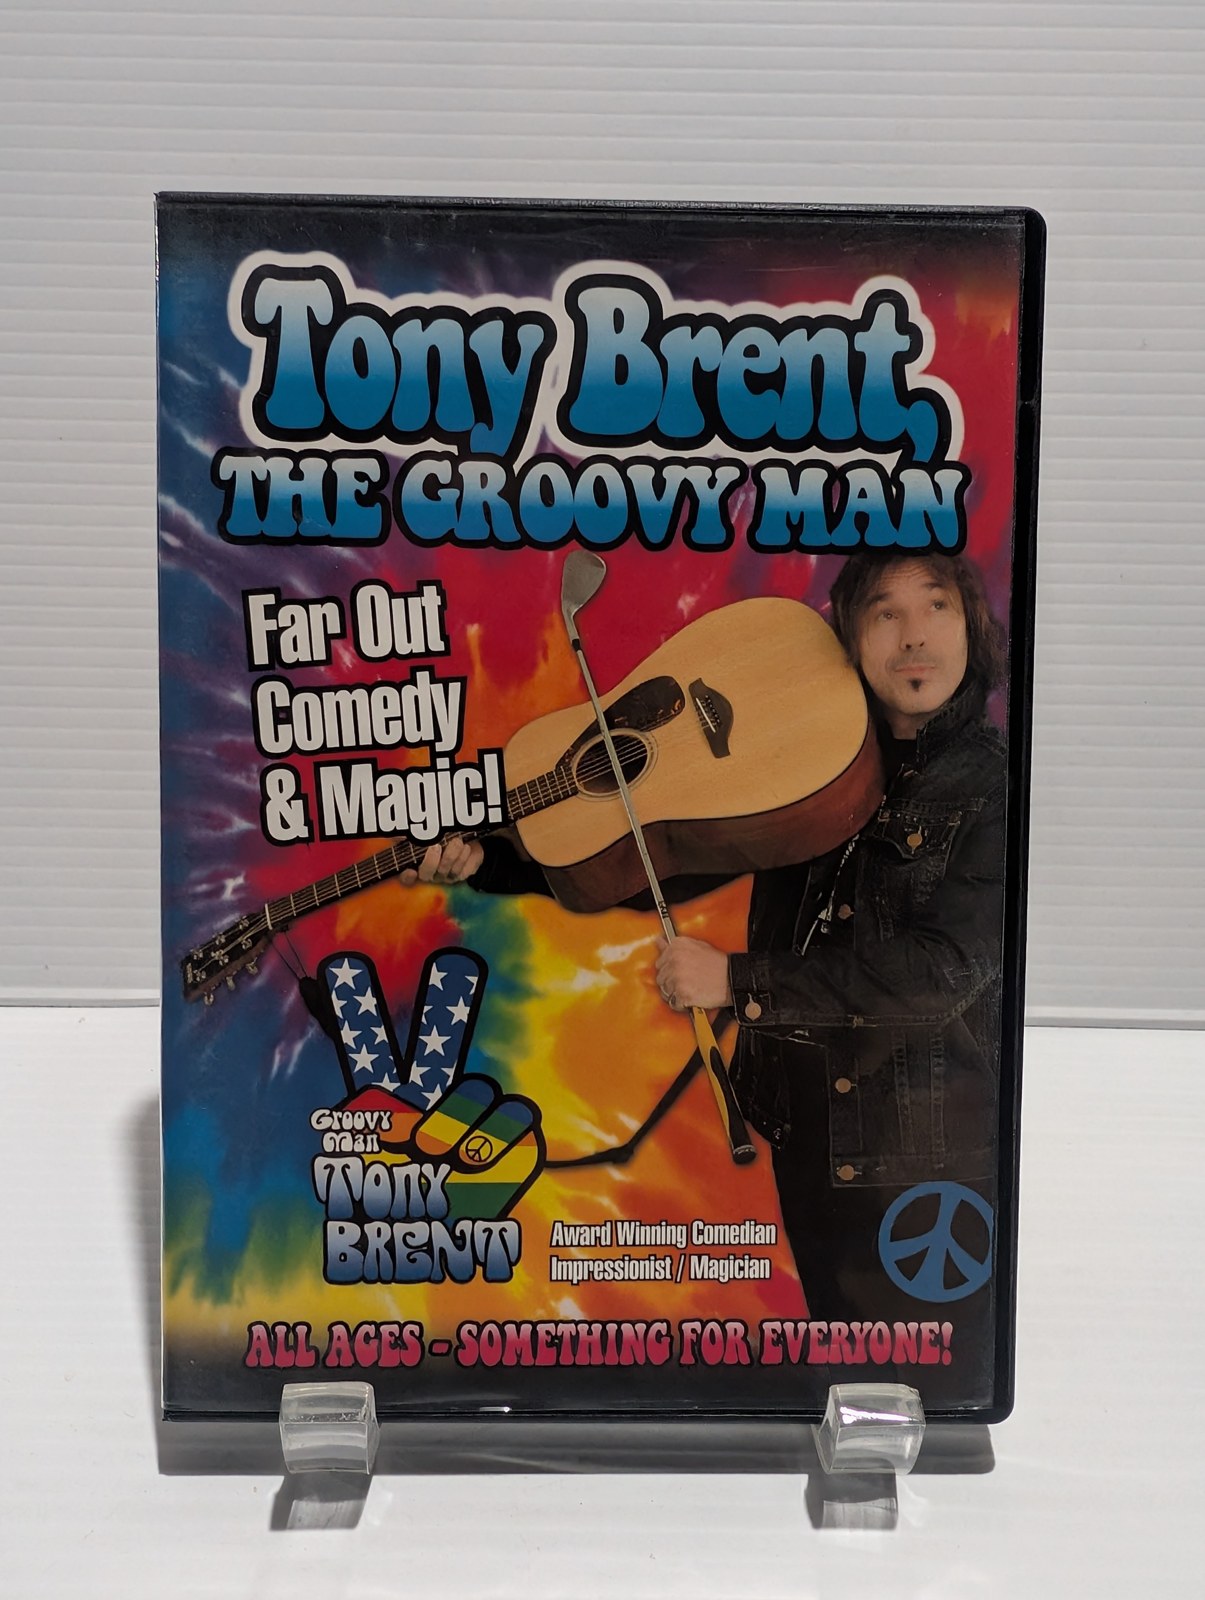 Tony Brent,
THE GROOVY MAN
Far Out
Comedy
& Magic!
GROOVY
MAN
TONY
BRENT
Award Winning Comedian
Impressionist / Magician
ALL AGES - SOMETHING FOR EVERYONE!